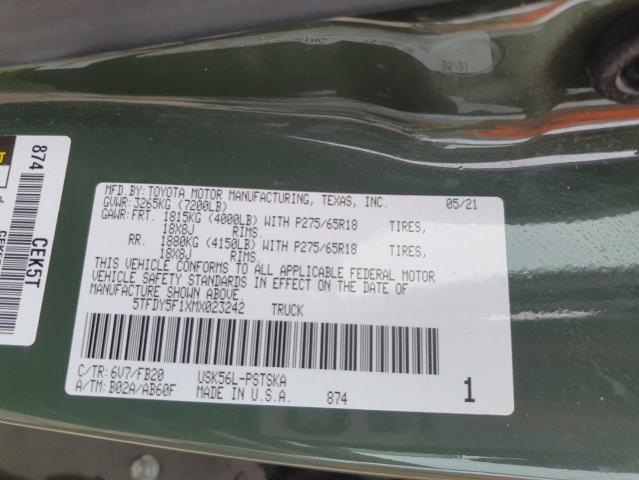 MFD.BY: TOYOTA MOTOR MANUFACTURING, TEXAS, INC. 05/21
GVWR: 3265KG (7200LB)
GAWR: FRT. 1815KG (4000LB) WITH P275/65R18 TIRES,
18X8J RIMS.
RR. 1880KG (4150LB) WITH P275/65R18 TIRES,
18X8J RIMS.
THIS VEHICLE CONFORMS TO ALL APPLICABLE FEDERAL MOTOR
VEHICLE SAFETY STANDARDS IN EFFECT ON THE DATE OF
MANUFACTURE SHOWN ABOVE
5TFDY5F1XMX023242 TRUCK
C/TR: 6V7/FB20 USK56L-PSTSKA
A/TM: B02A/AB60F MADE IN U.S.A. 874 1
874
CEK5T